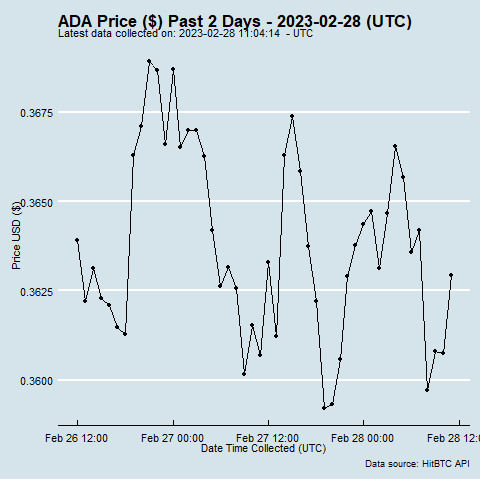 ADA Price ($) Past 2 Days - 2023-02-28 (UTC)
Latest data collected on: 2023-02-28 11:04:14  - UTC
0.3675
0.3650
Price USD ($)
0.3625
0.3600
Feb 26 12:00 Feb 27 00:00 Feb 27 12:00 Feb 28 00:00 Feb 28 12:
Date Time Collected (UTC)
Data source: HitBTC API